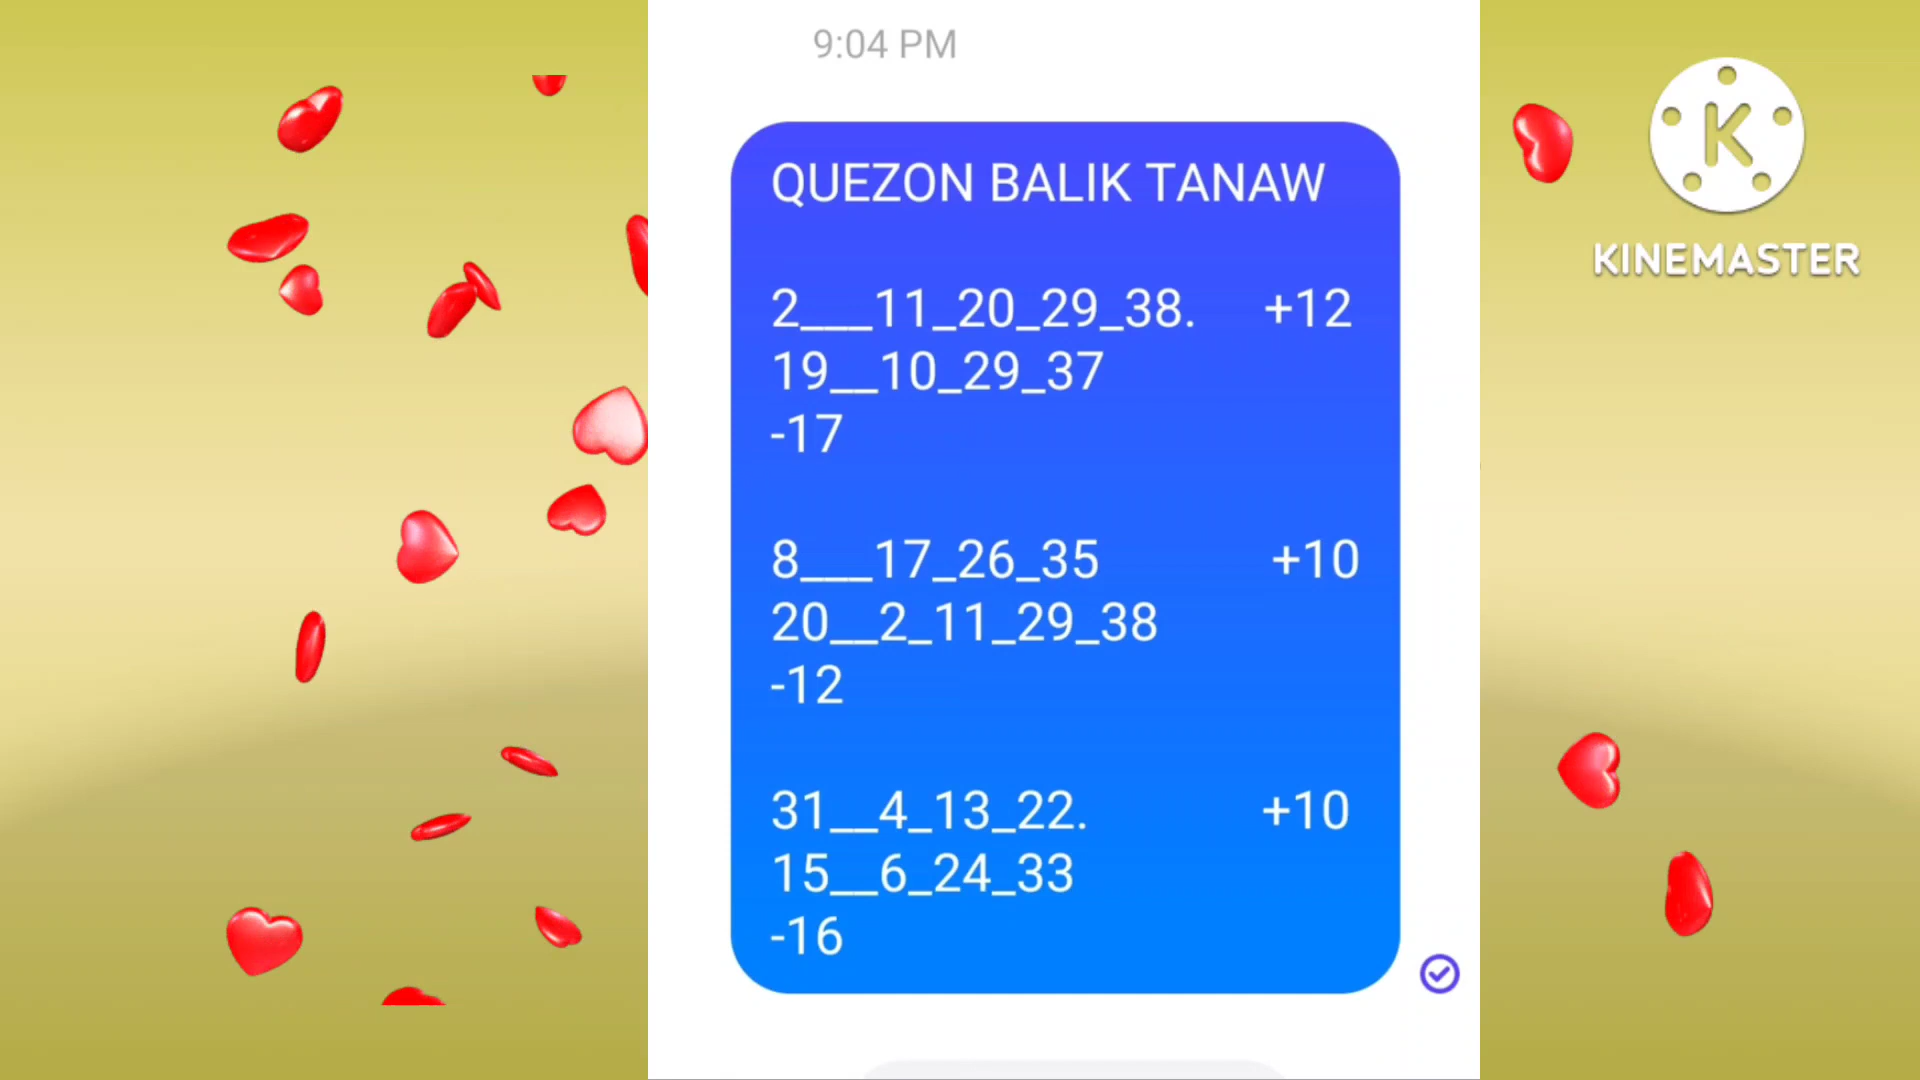 9:04 PM
QUEZON BALIK TANAW
2___11_20_29_38. +12
19__10_29_37
-17
8___17_26_35 +10
20__2_11_29_38
-12
31__4_13_22. +10
15__6_24_33
-16
K
KINEMASTER